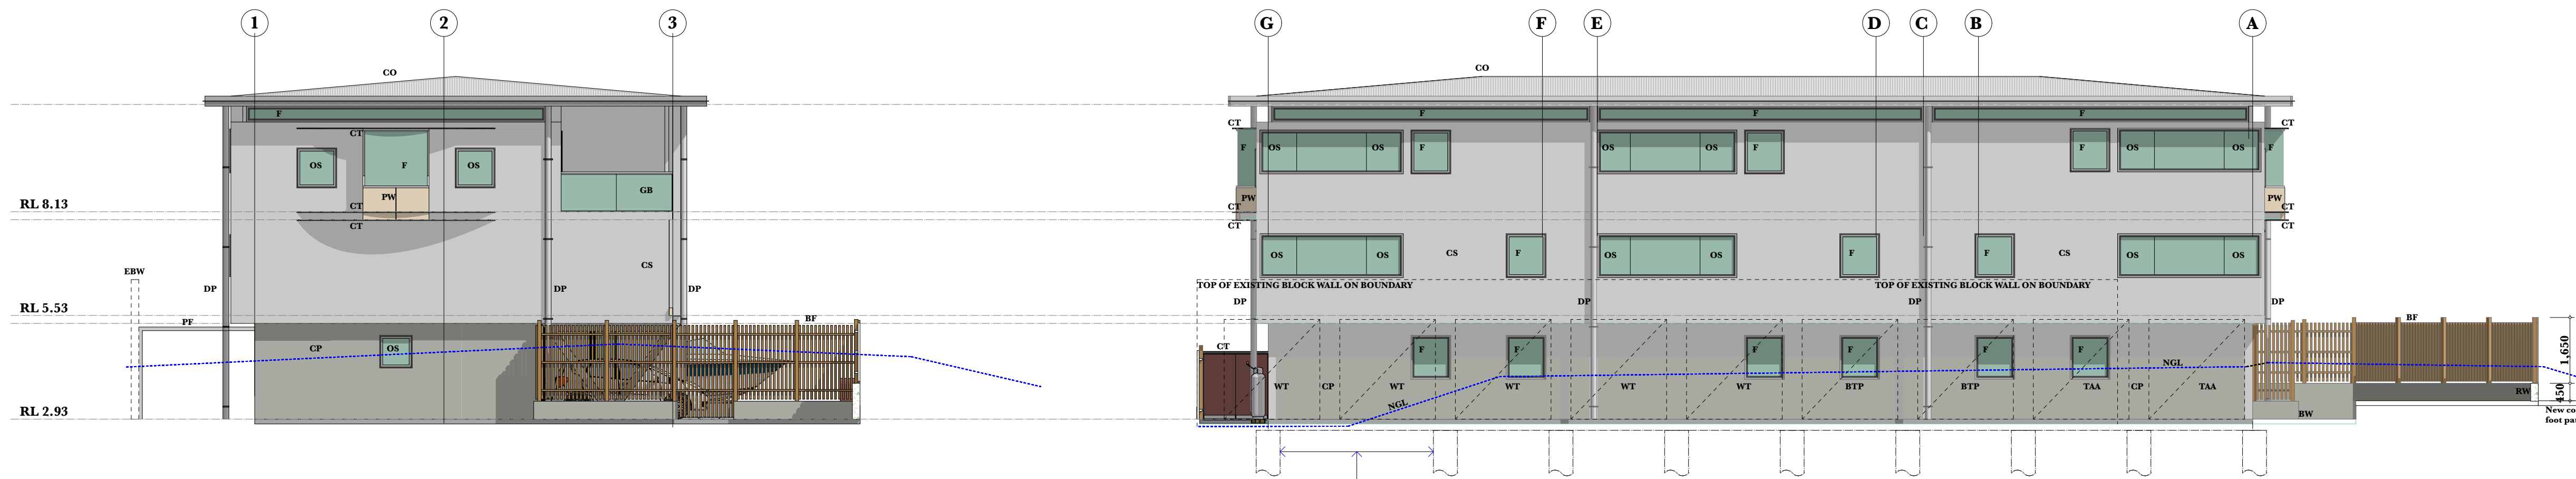 1 2 3 G F E D C B A
CO CO
F F F F
CT CT CT
OS F OS F OS OS F OS OS F F OS OS F
PW GB PW PW
RL 8.13 CT CT CT
CT CT CT
CS OS OS F CS OS OS F F CS OS OS
EBW
DP DP DP TOP OF EXISTING BLOCK WALL ON BOUNDARY TOP OF EXISTING BLOCK WALL ON BOUNDARY
DP DP DP DP
RL 5.53
PF BF BF
CP OS CT F F F F F F
NGL 1,650
WT CP WT WT WT WT BTP BTP TAA CP TAA
RW 450
NGL
RL 2.93 BW New co
foot pa